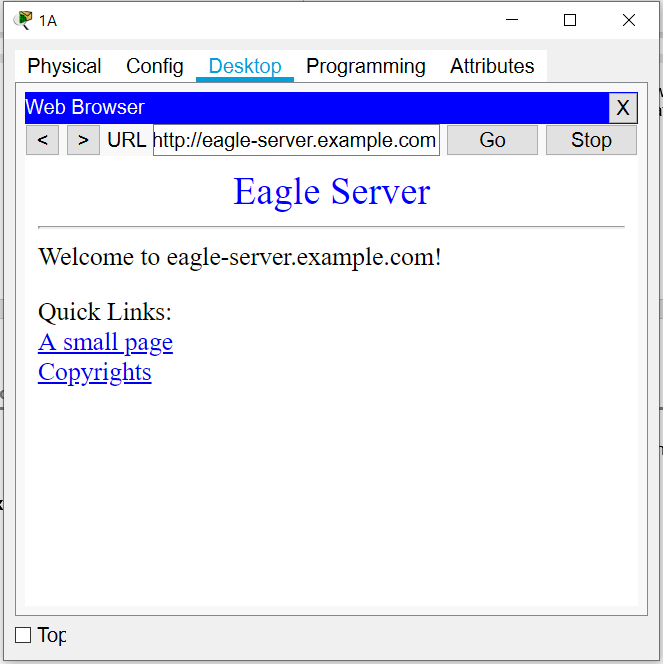 1A
Physical Config Desktop Programming Attributes
Web Browser X
< > URL http://eagle-server.example.com Go Stop
Eagle Server
Welcome to eagle-server.example.com!
Quick Links:
A small page
Copyrights
Top